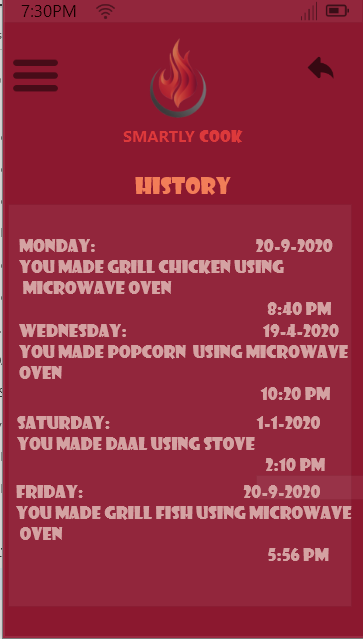 7:30PM
SMARTLY COOK
HISTORY
MONDAY: 20-9-2020
YOU MADE GRILL CHICKEN USING
MICROWAVE OVEN
8:40 PM
WEDNESDAY: 19-4-2020
YOU MADE POPCORN USING MICROWAVE
OVEN
10:20 PM
SATURDAY: 1-1-2020
YOU MADE DAAL USING STOVE
2:10 PM
FRIDAY: 20-9-2020
YOU MADE GRILL FISH USING MICROWAVE
OVEN
5:56 PM